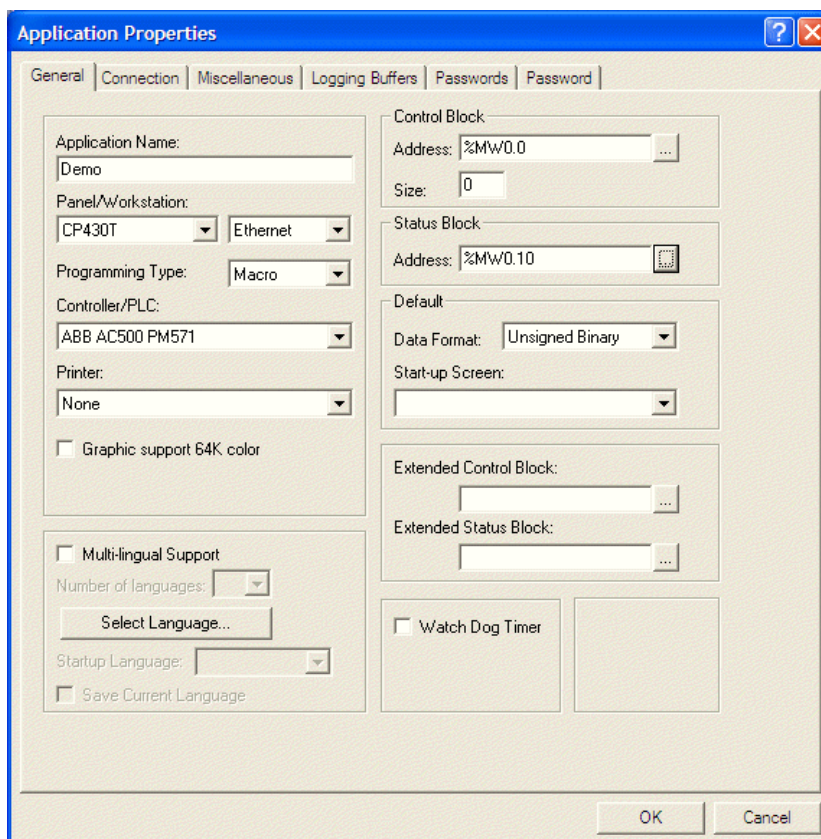 Application Properties
General Connection Miscellaneous Logging Buffers Passwords Password
Application Name:
Demo
Panel/Workstation:
CP430T Ethernet
Programming Type: Macro
Controller/PLC:
ABB AC500 PM571
Printer:
None
Graphic support 64K color
Multi-lingual Support
Number of languages:
Select Language...
Startup Language:
Save Current Language
Control Block
Address: %MW0.0 ...
Size: 0
Status Block
Address: %MW0.10 ...
Default
Data Format: Unsigned Binary
Start-up Screen:
Extended Control Block:
...
Extended Status Block:
...
Watch Dog Timer
OK Cancel